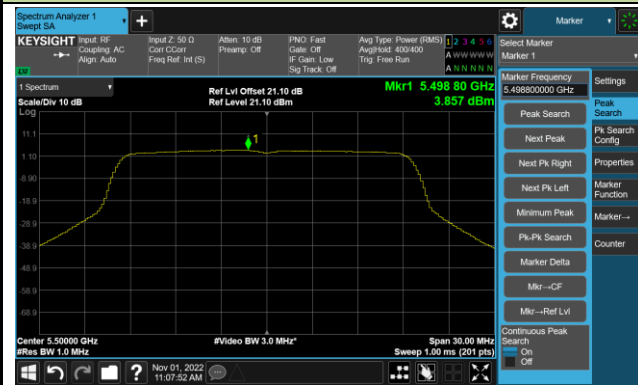 Spectrum Analyzer 1
Swept SA
Marker
KEYSIGHT
Input: RF
Coupling: AC
Align: Auto
Input Z: 50 Ω
Corr CCorr
Freq Ref: Int (S)
Atten: 10 dB
Preamp: Off
PNO: Fast
Gate: Off
IF Gain: Low
Sig Track: Off
Avg Type: Power (RMS)
Avg|Hold: 400/400
Trig: Free Run
1 2 3 4 5 6
A W W W W W
A N N N N N
LXI
Select Marker
Marker 1
1 Spectrum
Scale/Div 10 dB
Log
Ref Lvl Offset 21.10 dB
Ref Level 21.10 dBm
Mkr1 5.498 80 GHz
3.857 dBm
1
11.1
1.10
-8.90
-18.9
-28.9
-38.9
-48.9
-58.9
-68.9
Center 5.50000 GHz
#Res BW 1.0 MHz
#Video BW 3.0 MHz*
Span 30.00 MHz
Sweep 1.00 ms (201 pts)
Marker Frequency
5.498800000 GHz
Peak Search
Next Peak
Next Pk Right
Next Pk Left
Minimum Peak
Pk-Pk Search
Marker Delta
Mkr→CF
Mkr→Ref Lvl
Continuous Peak
Search
On
Off
Settings
Peak
Search
Pk Search
Config
Properties
Marker
Function
Marker→
Counter
?
Nov 01, 2022
11:07:52 AM